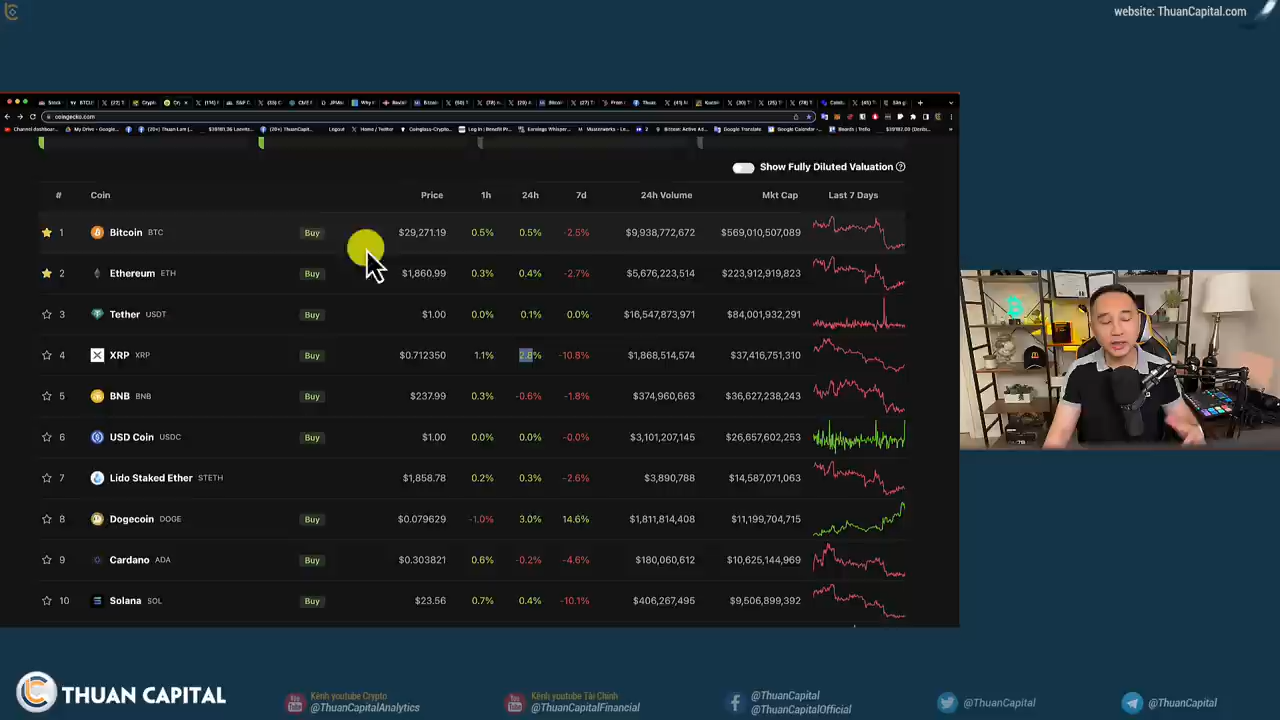 website: ThuanCapital.com
coingecko.com
Show Fully Diluted Valuation
# Coin Price 1h 24h 7d 24h Volume Mkt Cap Last 7 Days
1 Bitcoin BTC Buy $29,271.19 0.5% 0.5% -2.5% $9,938,772,672 $569,010,507,089
2 Ethereum ETH Buy $1,860.99 0.3% 0.4% -2.7% $5,676,223,514 $223,912,919,823
3 Tether USDT Buy $1.00 0.0% 0.1% 0.0% $16,547,873,971 $84,001,932,291
4 XRP XRP Buy $0.712350 1.1% 2.8% -10.8% $1,868,514,574 $37,416,751,310
5 BNB BNB Buy $237.99 0.3% -0.6% -1.8% $374,960,663 $36,627,238,243
6 USD Coin USDC Buy $1.00 0.0% 0.0% -0.0% $3,101,207,145 $26,657,602,253
7 Lido Staked Ether STETH Buy $1,858.78 0.2% 0.3% -2.6% $3,890,788 $14,587,071,063
8 Dogecoin DOGE Buy $0.079629 -1.0% 3.0% 14.6% $1,811,814,408 $11,199,704,715
9 Cardano ADA Buy $0.303821 0.6% -0.2% -4.6% $180,060,612 $10,625,144,969
10 Solana SOL Buy $23.56 0.7% 0.4% -10.1% $406,267,495 $9,506,899,392
THUAN CAPITAL
Kênh youtube Crypto
@ThuanCapitalAnalytics
Kênh youtube Tài Chính
@ThuanCapitalFinancial
@ThuanCapital
@ThuanCapitalOfficial
@ThuanCapital
@ThuanCapital